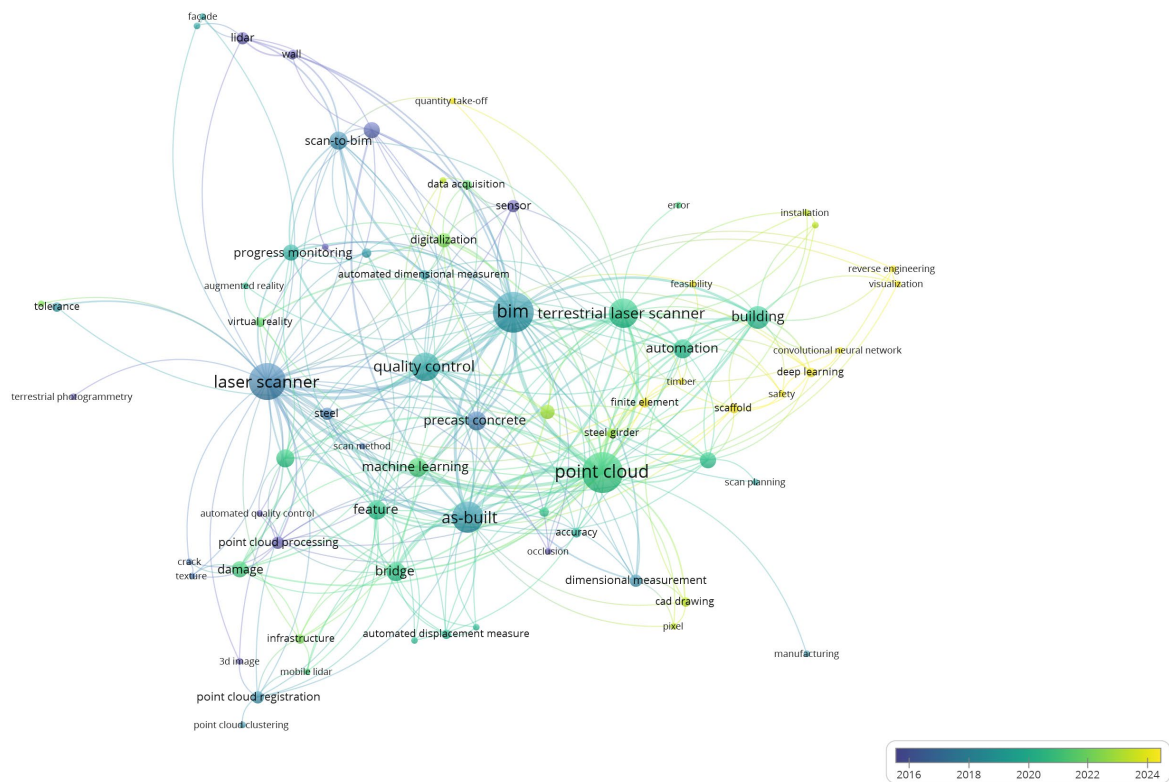 façade
lidar
wall
quantity take-off
scan-to-bim
data acquisition
sensor
error
installation
digitalization
progress monitoring
reverse engineering
automated dimensional measurem
augmented reality
feasibility
visualization
tolerance
virtual reality
bim
terrestrial laser scanner
building
automation
convolutional neural network
quality control
deep learning
laser scanner
timber
safety
terrestrial photogrammetry
finite element
scaffold
steel
precast concrete
steel girder
scan method
machine learning
point cloud
scan planning
feature
automated quality control
as-built
accuracy
point cloud processing
occlusion
crack
damage
bridge
texture
dimensional measurement
cad drawing
pixel
infrastructure
automated displacement measure
manufacturing
3d image
mobile lidar
point cloud registration
point cloud clustering
2016 2018 2020 2022 2024